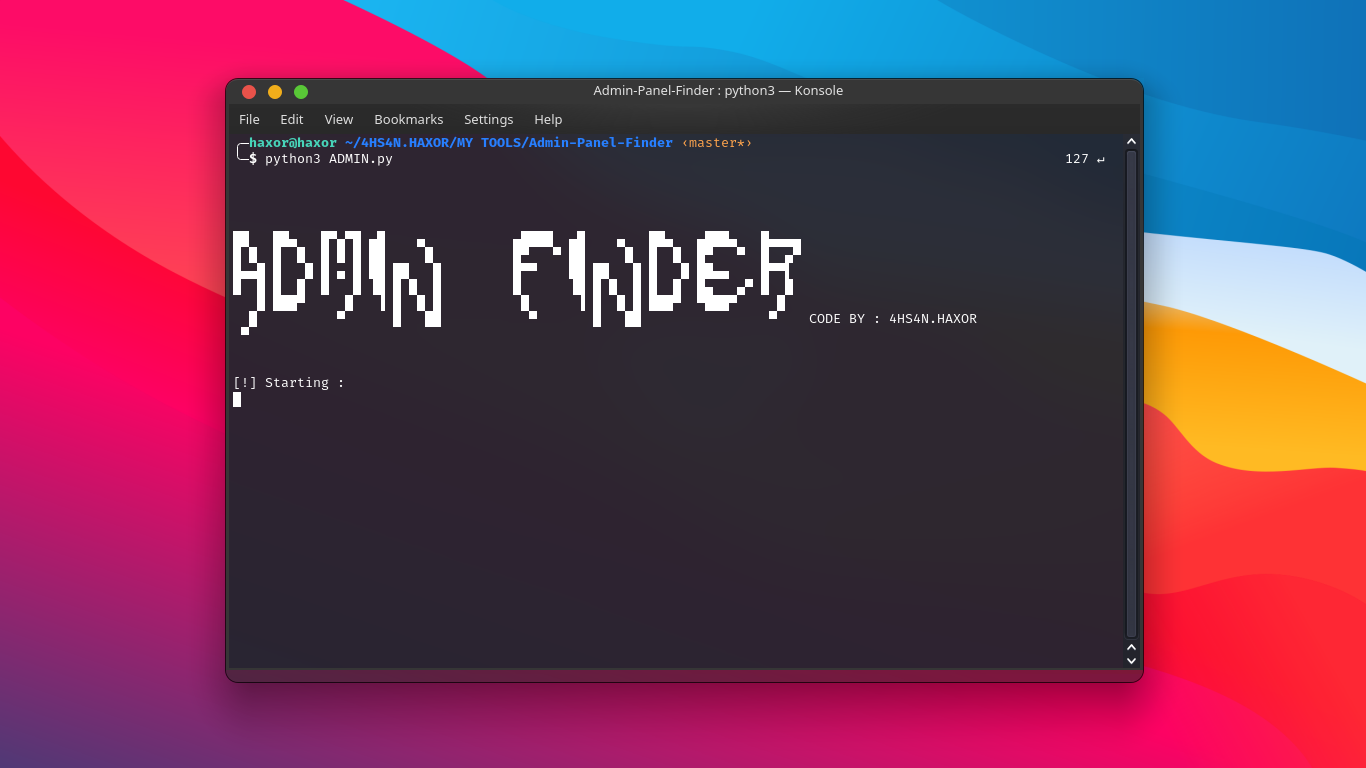 Admin-Panel-Finder : python3 — Konsole
File Edit View Bookmarks Settings Help
haxor@haxor ~/4HS4N.HAXOR/MY TOOLS/Admin-Panel-Finder ‹master*›
$ python3 ADMIN.py 127 ↵
ADMIN FINDER
CODE BY : 4HS4N.HAXOR
[!] Starting :